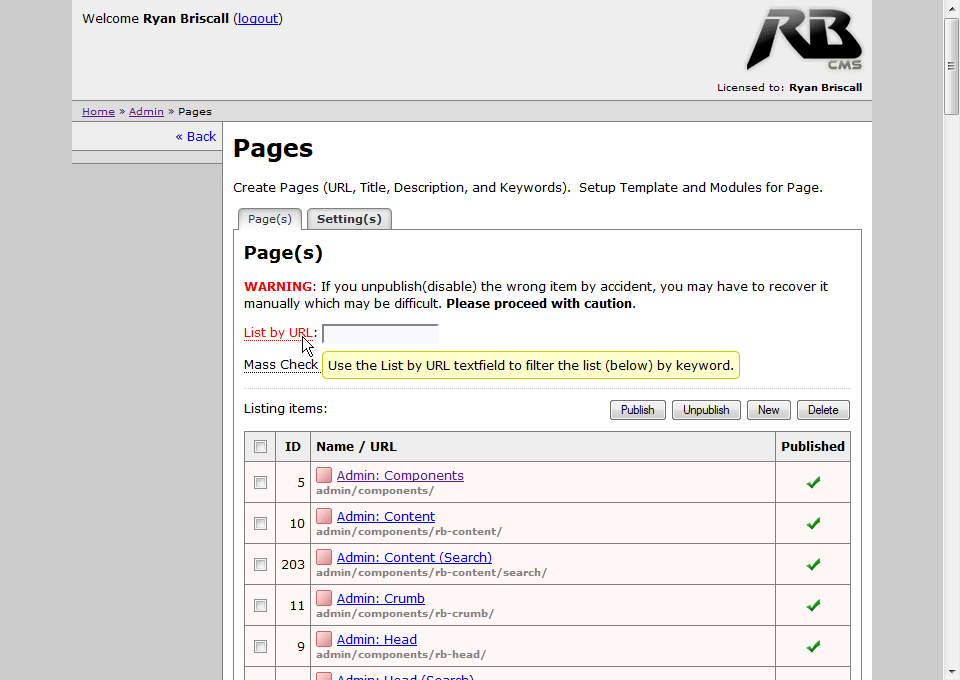 Welcome Ryan Briscall (logout)
RB
CMS
Licensed to: Ryan Briscall
Home » Admin » Pages
« Back
Pages
Create Pages (URL, Title, Description, and Keywords). Setup Template and Modules for Page.
Page(s) Setting(s)
Page(s)
WARNING: If you unpublish(disable) the wrong item by accident, you may have to recover it
manually which may be difficult. Please proceed with caution.
List by URL:
Mass Check
Use the List by URL textfield to filter the list (below) by keyword.
Listing items: Publish Unpublish New Delete
ID Name / URL Published
5 Admin: Components
admin/components/
10 Admin: Content
admin/components/rb-content/
203 Admin: Content (Search)
admin/components/rb-content/search/
11 Admin: Crumb
admin/components/rb-crumb/
9 Admin: Head
admin/components/rb-head/
Admin: Head (Search)